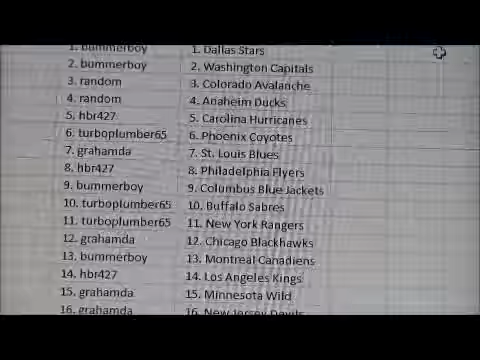 1. bummerboy 1. Dallas Stars
2. bummerboy 2. Washington Capitals
3. random 3. Colorado Avalanche
4. random 4. Anaheim Ducks
5. hbr427 5. Carolina Hurricanes
6. turboplumber65 6. Phoenix Coyotes
7. grahamda 7. St. Louis Blues
8. hbr427 8. Philadelphia Flyers
9. bummerboy 9. Columbus Blue Jackets
10. turboplumber65 10. Buffalo Sabres
11. turboplumber65 11. New York Rangers
12. grahamda 12. Chicago Blackhawks
13. bummerboy 13. Montreal Canadiens
14. hbr427 14. Los Angeles Kings
15. grahamda 15. Minnesota Wild
16. grahamda 16. New Jersey Devils